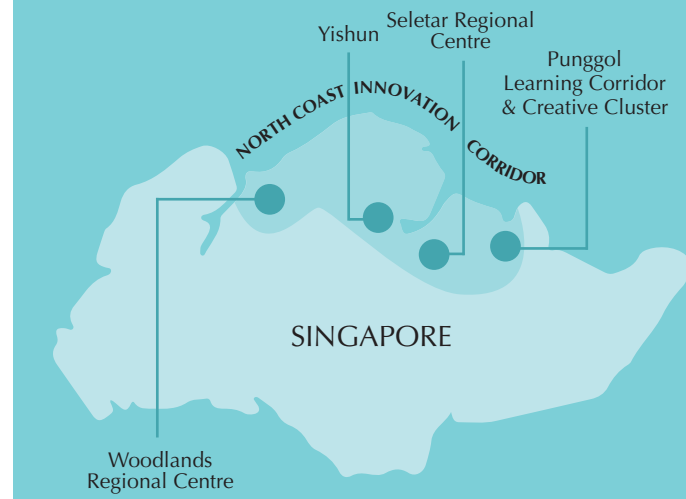 Seletar Regional
Centre
Yishun
Punggol
Learning Corridor
& Creative Cluster
NORTH COAST INNOVATION CORRIDOR
SINGAPORE
Woodlands
Regional Centre